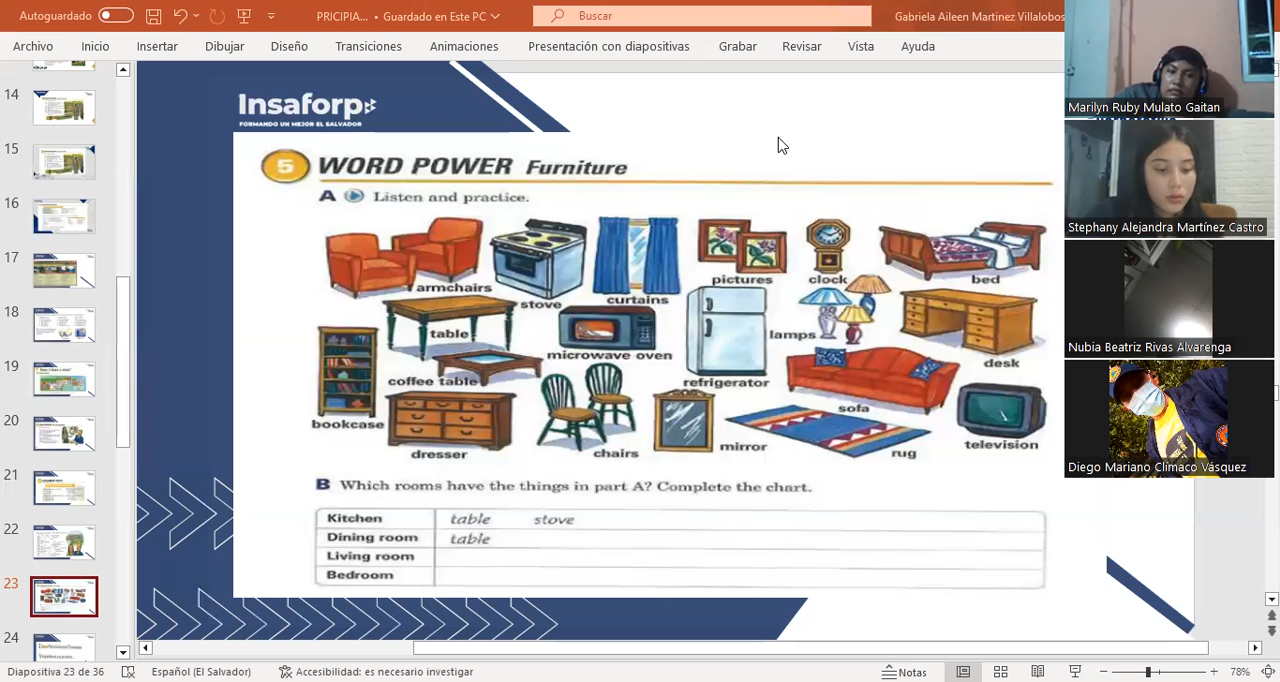 Autoguardado
PRICIPIA... • Guardado en Este PC
Buscar
Gabriela Aileen Martinez Villalobos
Archivo Inicio Insertar Dibujar Diseño Transiciones Animaciones Presentación con diapositivas Grabar Revisar Vista Ayuda
14
15
16
17
18
19
20
21
22
23
24
Insaforp
FORMANDO UN MEJOR EL SALVADOR
5 WORD POWER Furniture
A Listen and practice.
armchairs
stove
curtains
pictures
clock
bed
table
microwave oven
lamps
desk
coffee table
refrigerator
sofa
bookcase
dresser
chairs
mirror
rug
television
B Which rooms have the things in part A? Complete the chart.
Kitchen table stove
Dining room table
Living room
Bedroom
Marilyn Ruby Mulato Gaitan
Stephany Alejandra Martínez Castro
Nubia Beatriz Rivas Alvarenga
Diego Mariano Climaco Vásquez
Diapositiva 23 de 36
Español (El Salvador)
Accesibilidad: es necesario investigar
Notas
78%